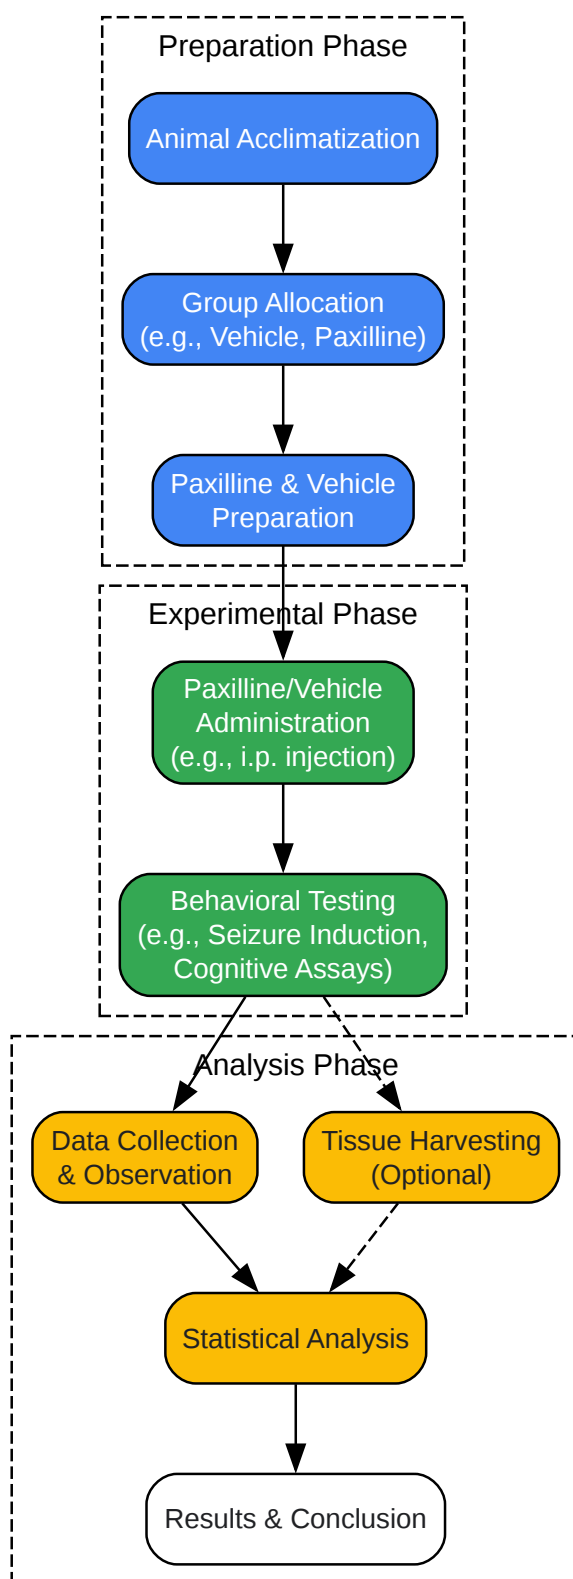 Preparation Phase
Animal Acclimatization
Group Allocation
(e.g., Vehicle, Paxilline)
Paxilline & Vehicle
Preparation
Experimental Phase
Paxilline/Vehicle
Administration
(e.g., i.p. injection)
Behavioral Testing
(e.g., Seizure Induction,
Cognitive Assays)
Analysis Phase
Data Collection
& Observation
Tissue Harvesting
(Optional)
Statistical Analysis
Results & Conclusion